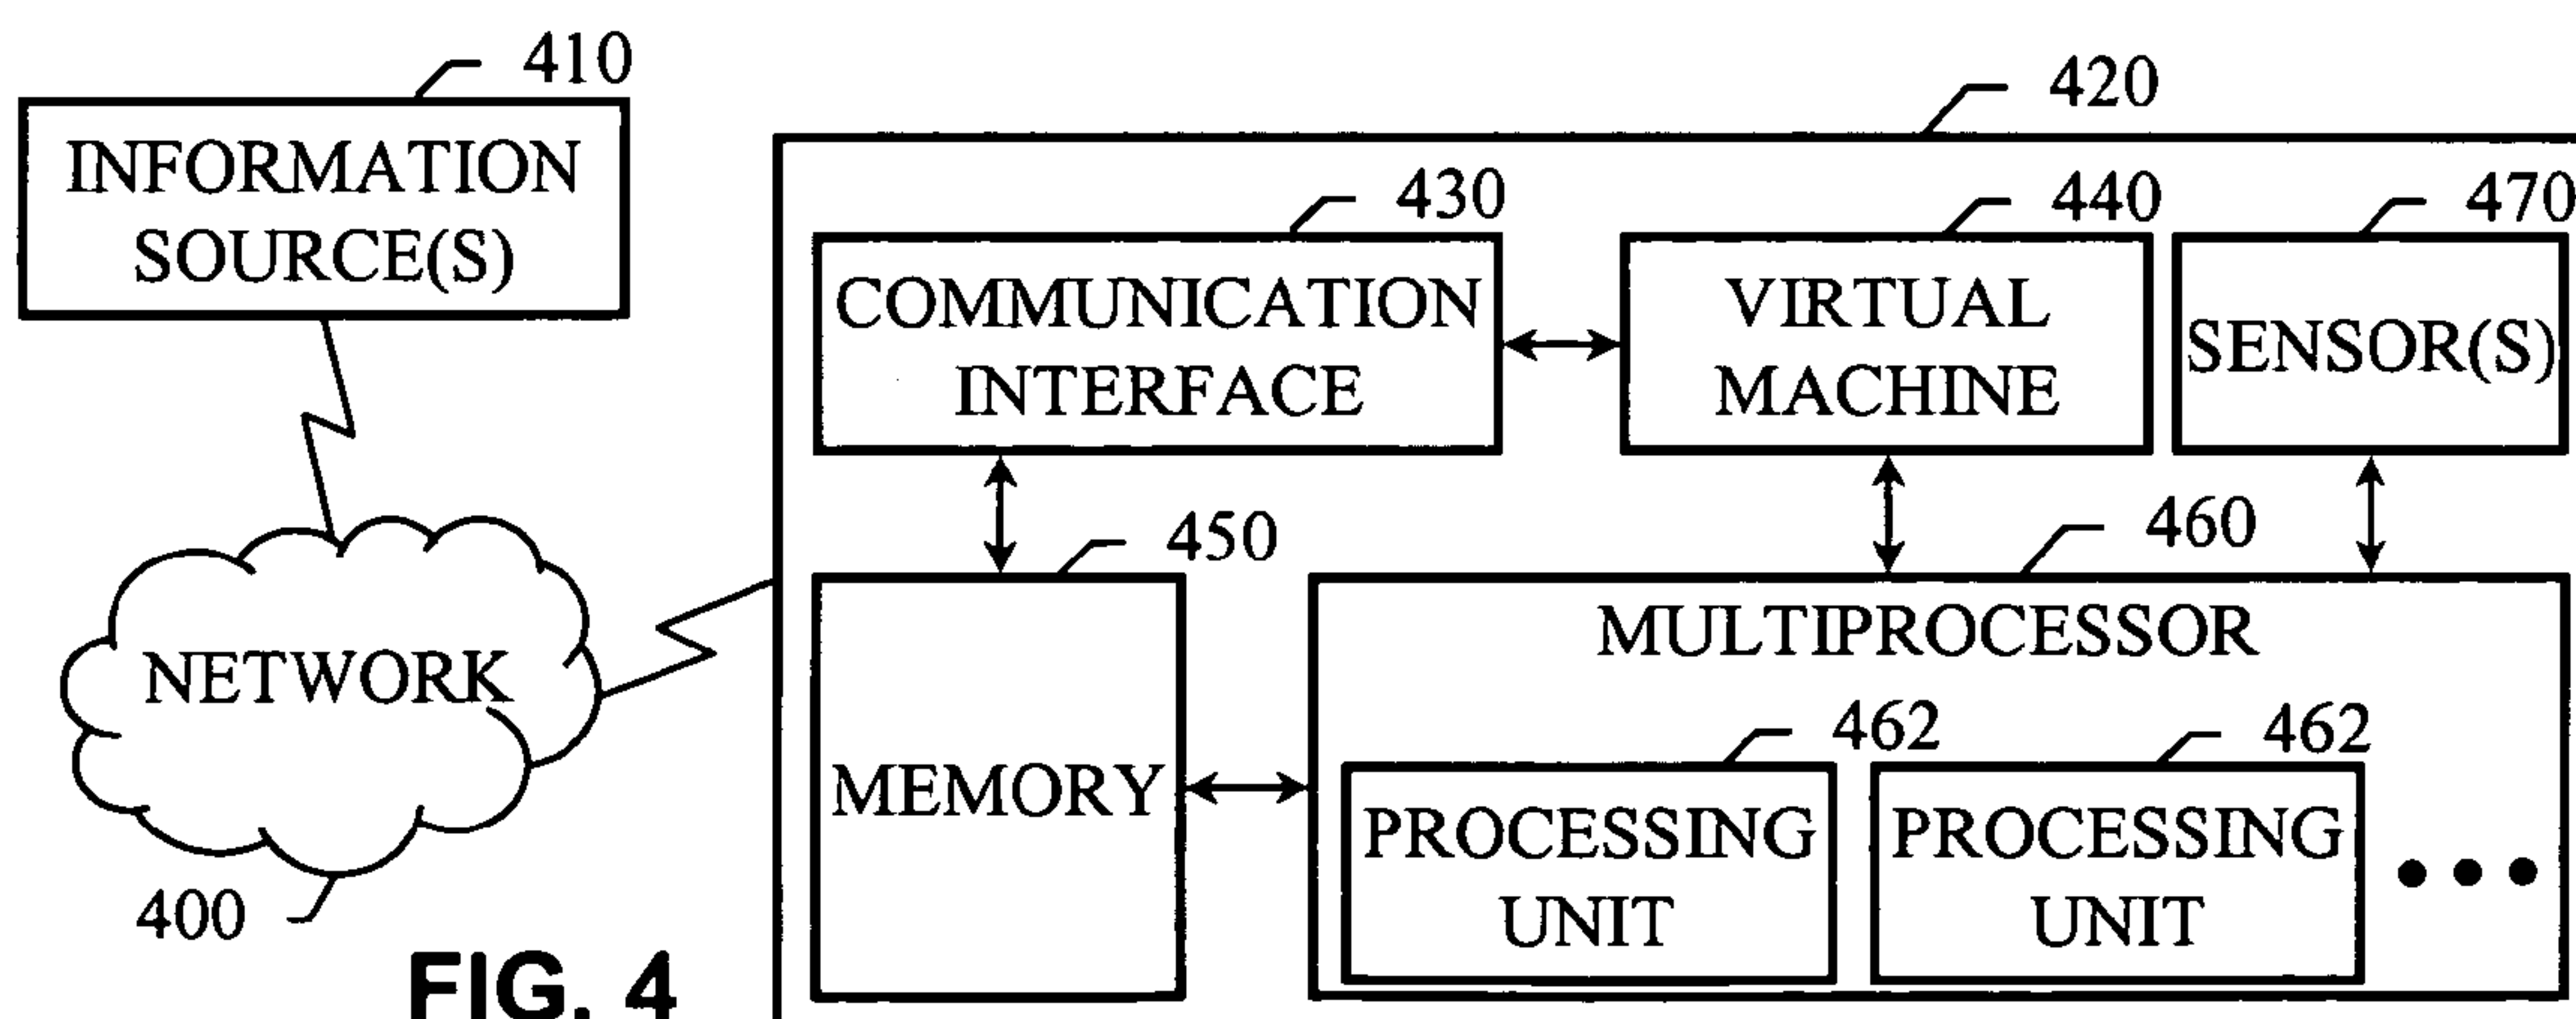 410
INFORMATION
SOURCE(S)
420
430
COMMUNICATION
INTERFACE
440
VIRTUAL
MACHINE
470
SENSOR(S)
NETWORK
400
450
MEMORY
460
MULTIPROCESSOR
462
PROCESSING
UNIT
462
PROCESSING
UNIT
FIG. 4